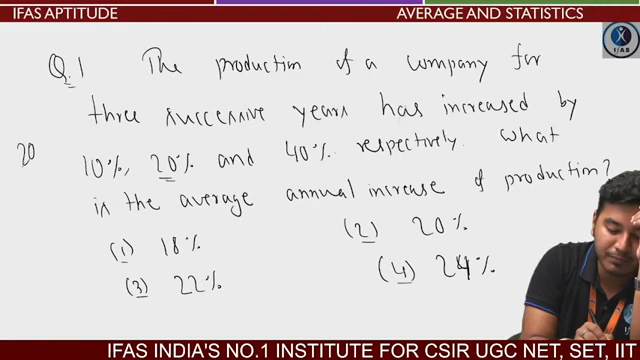 IFAS APTITUDE
AVERAGE AND STATISTICS
IFAS
Q.1 The production of a company for
three successive years has increased by
20
10%, 20% and 40% respectively. What
is the average annual increase of production?
(1) 18%
(2) 20%
(3) 22%
(4) 24%
IFAS INDIA'S NO.1 INSTITUTE FOR CSIR UGC NET, SET, IIT